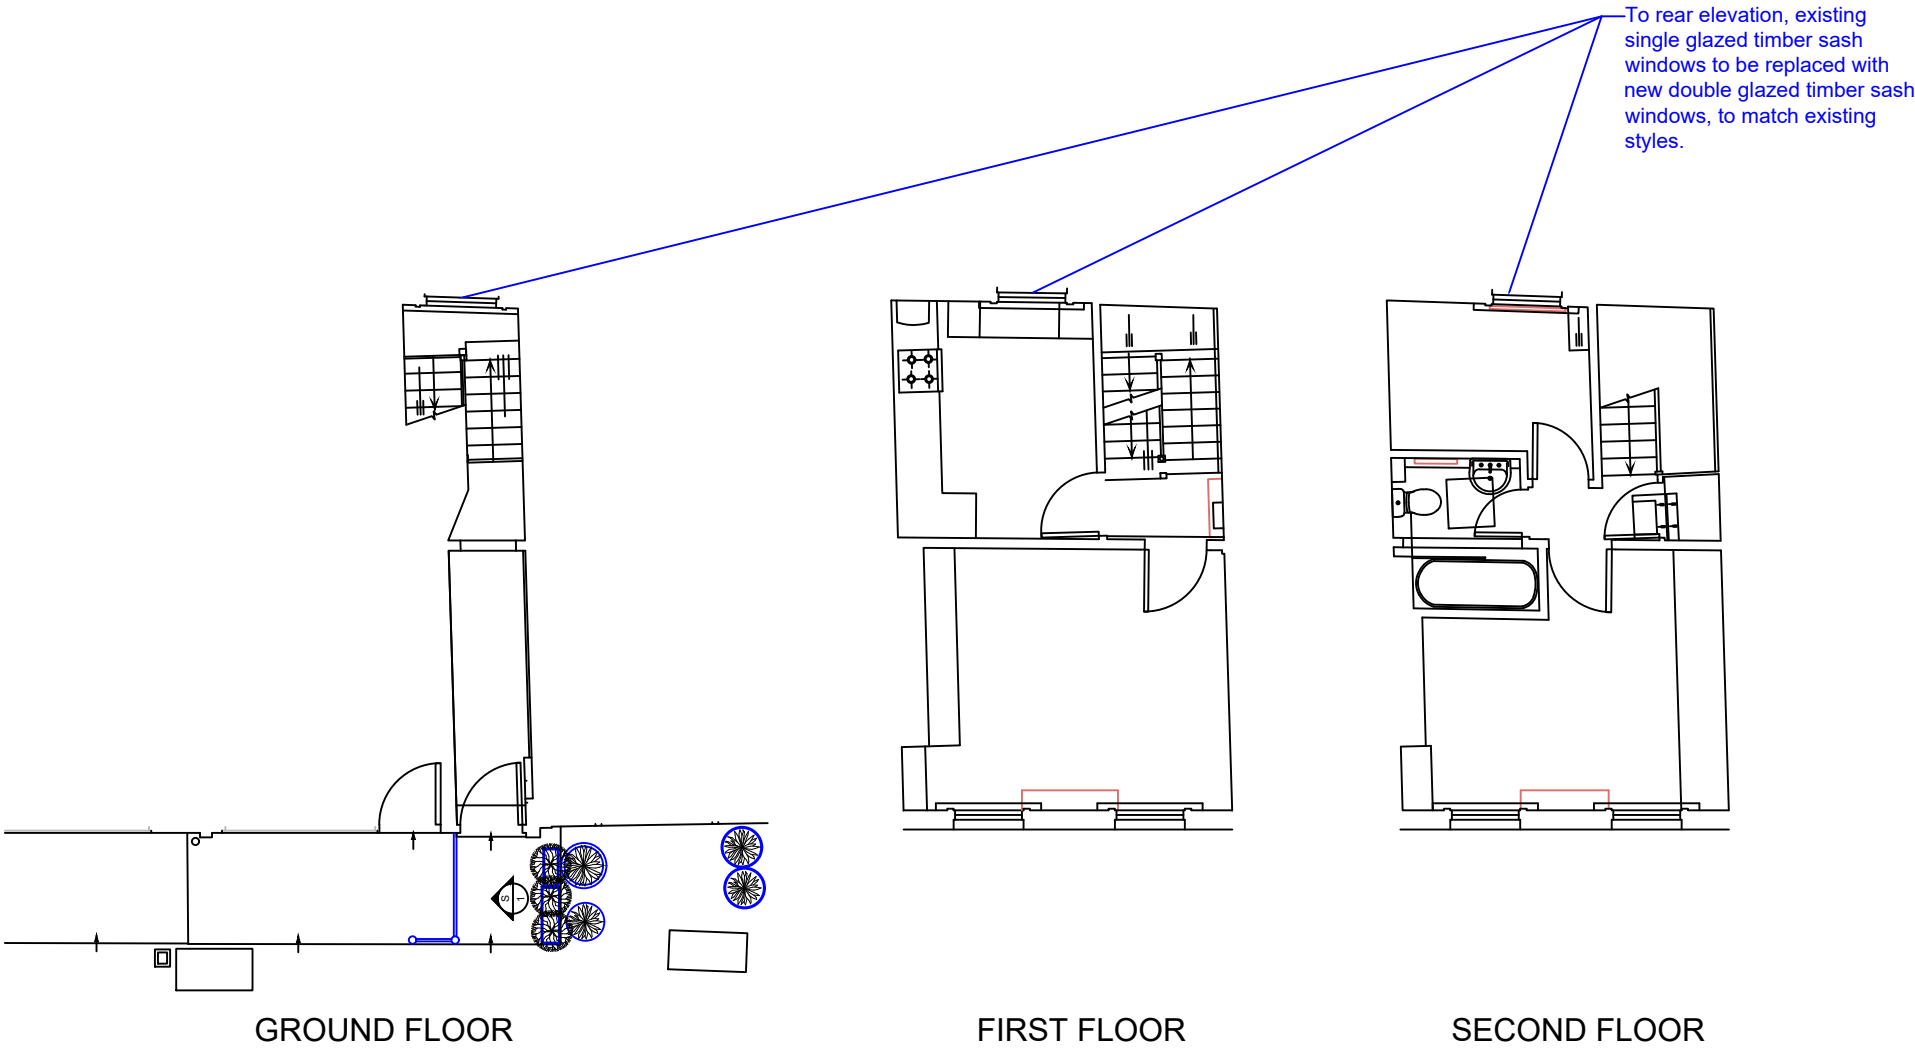 To rear elevation, existing
single glazed timber sash
windows to be replaced with
new double glazed timber sash
windows, to match existing
styles.
S
1
GROUND FLOOR
FIRST FLOOR
SECOND FLOOR